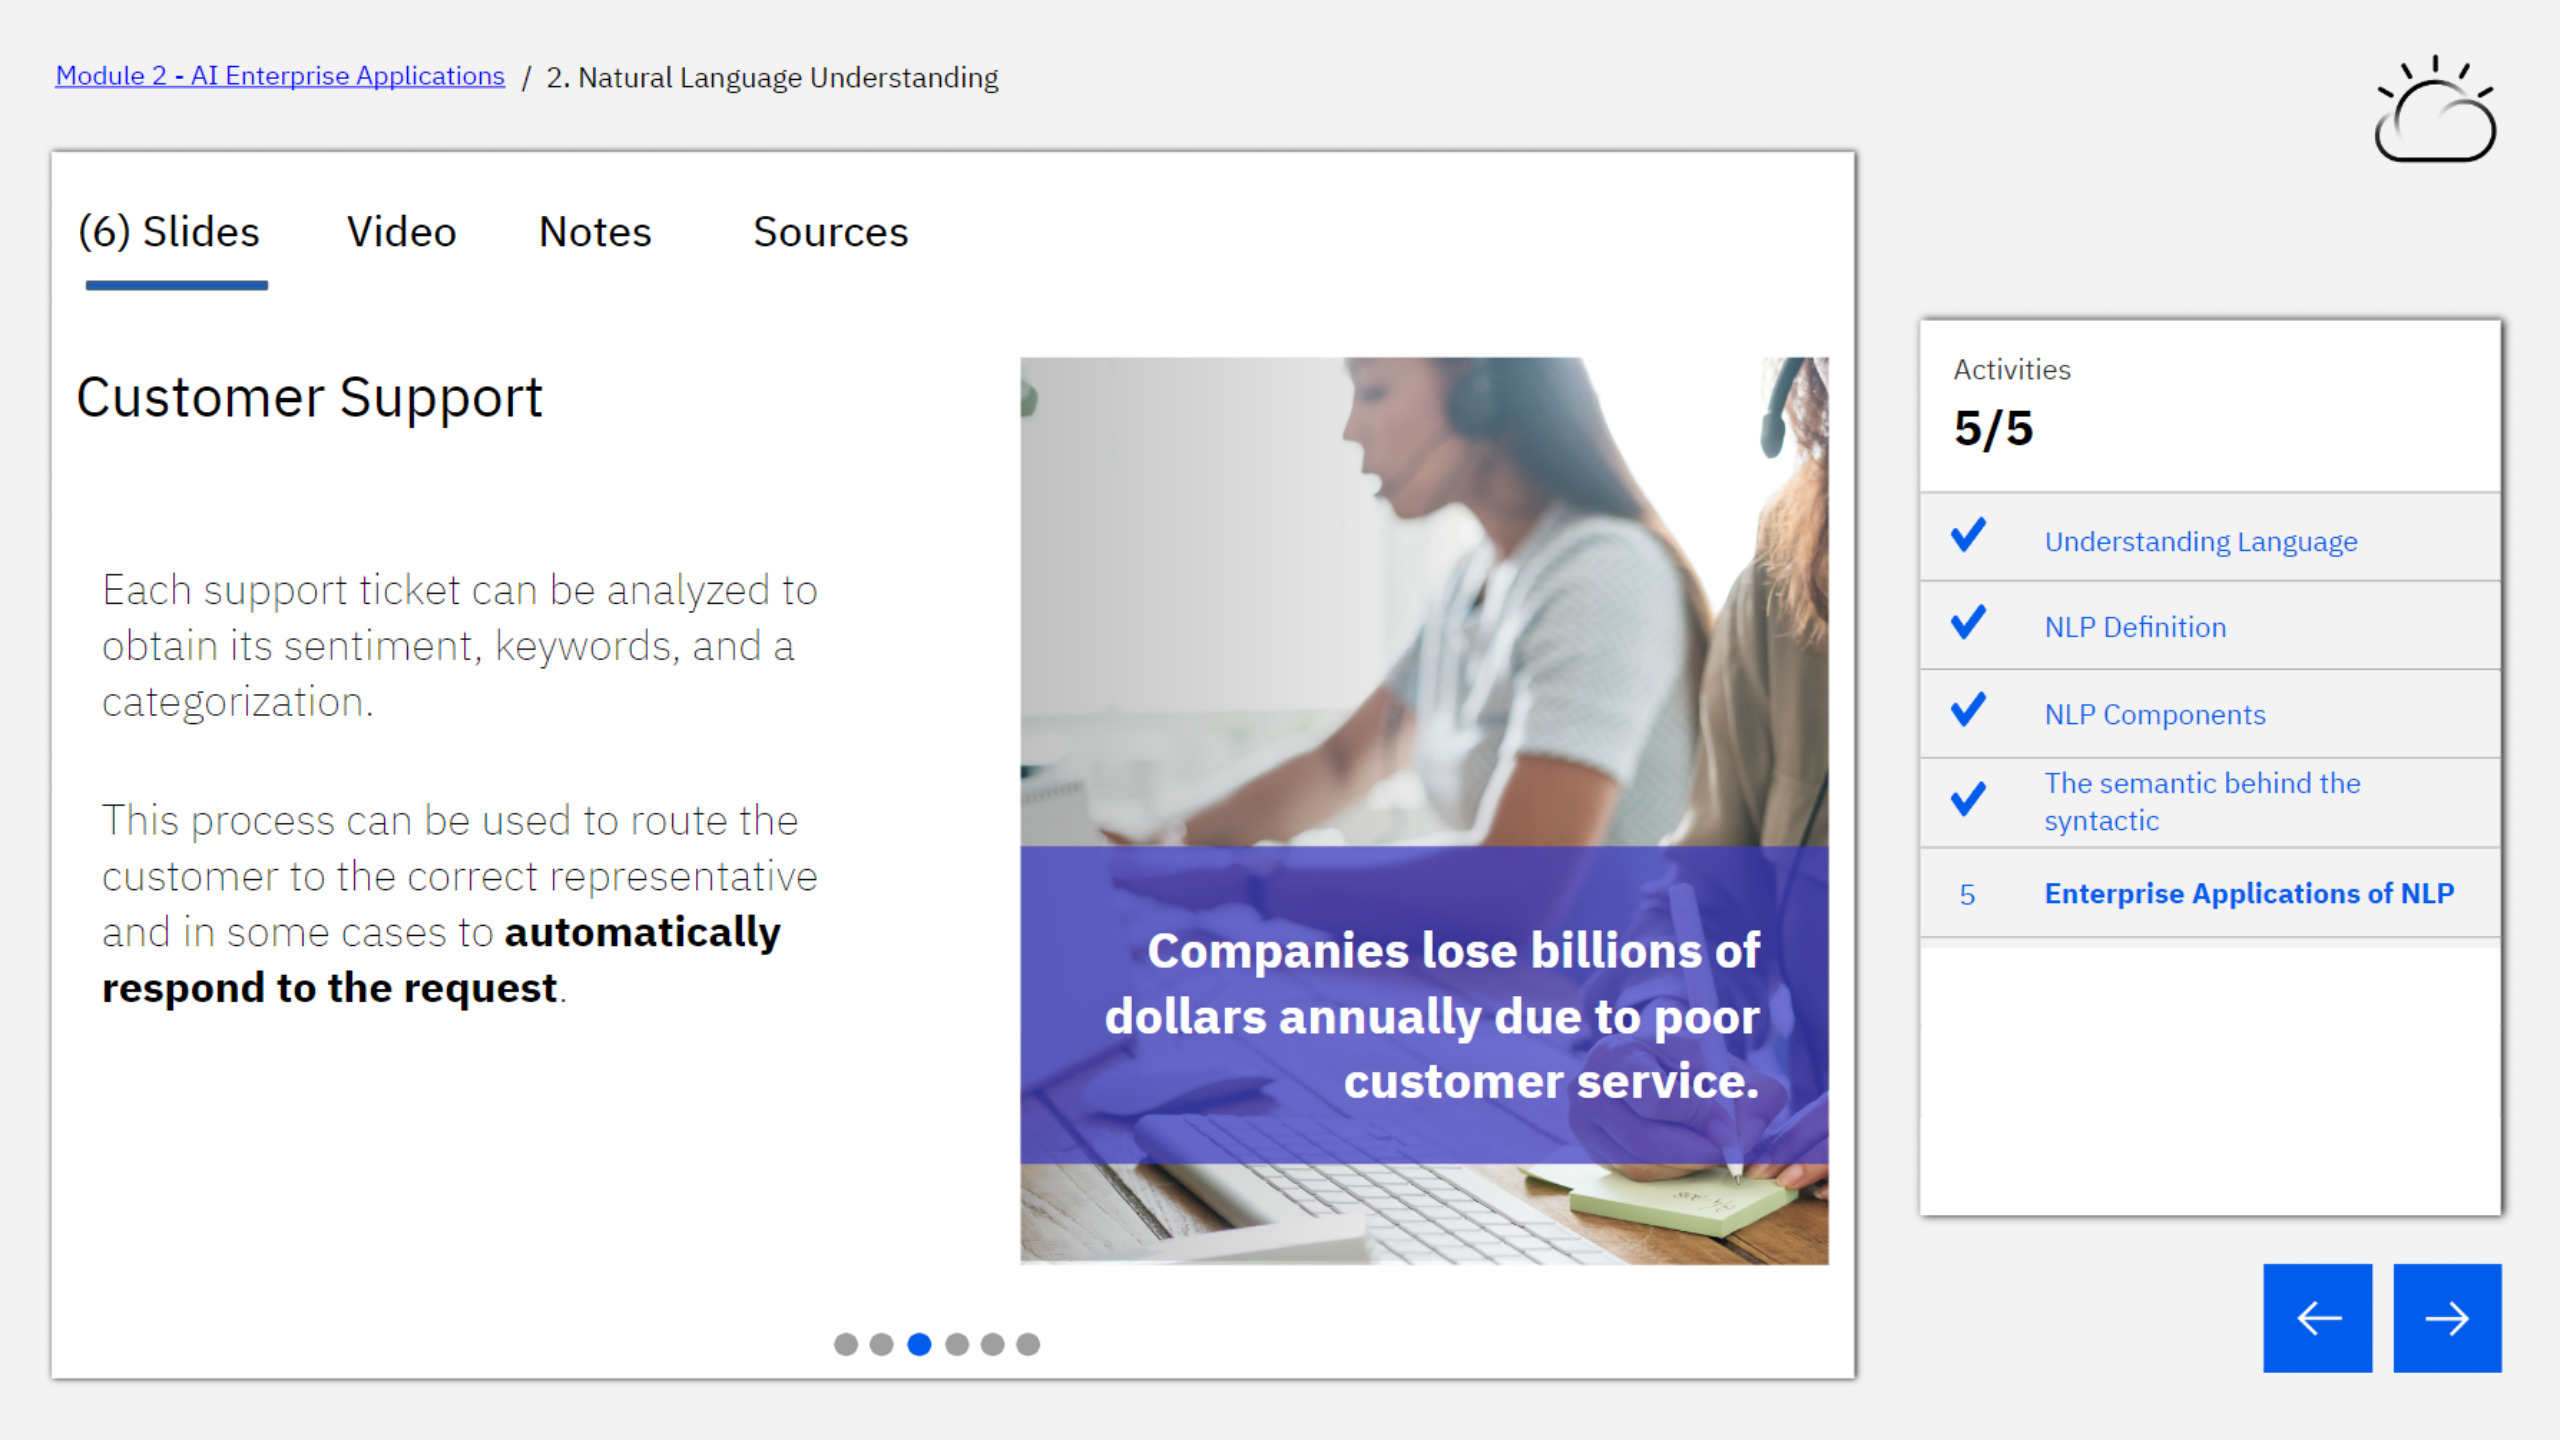 Module 2 - AI Enterprise Applications / 2. Natural Language Understanding
(6) Slides Video Notes Sources
Customer Support
Each support ticket can be analyzed to
obtain its sentiment, keywords, and a
categorization.
This process can be used to route the
customer to the correct representative
and in some cases to automatically
respond to the request.
Companies lose billions of
dollars annually due to poor
customer service.
Activities
5/5
Understanding Language
NLP Definition
NLP Components
The semantic behind the
syntactic
5 Enterprise Applications of NLP